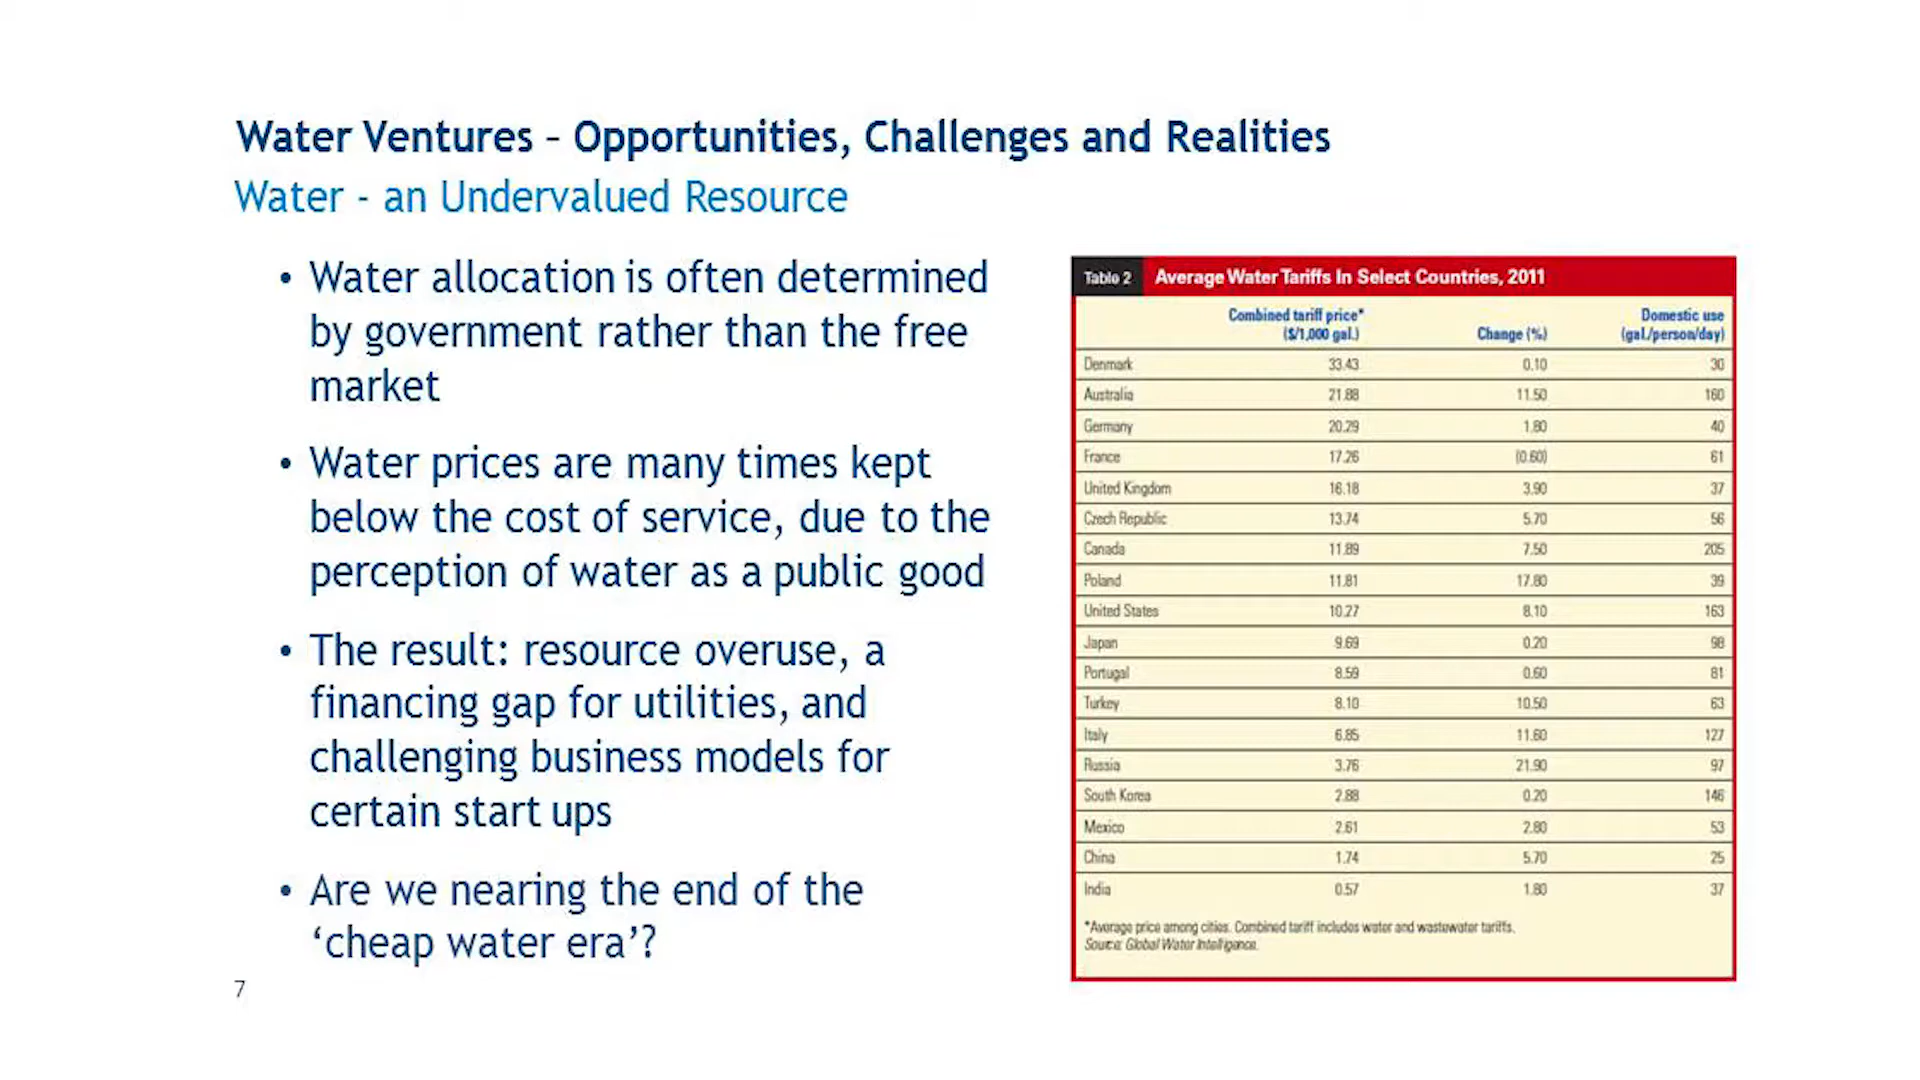 Water Ventures – Opportunities, Challenges and Realities
Water - an Undervalued Resource
• Water allocation is often determined
by government rather than the free
market
• Water prices are many times kept
below the cost of service, due to the
perception of water as a public good
• The result: resource overuse, a
financing gap for utilities, and
challenging business models for
certain start ups
• Are we nearing the end of the
‘cheap water era’?
7
Table 2 Average Water Tariffs In Select Countries, 2011
Combined tariff price* Domestic use
($/1,000 gal.) Change (%) (gal./person/day)
Denmark 33.43 0.10 30
Australia 21.88 11.50 160
Germany 20.29 1.80 40
France 17.26 (0.60) 61
United Kingdom 16.18 3.90 37
Czech Republic 13.74 5.70 56
Canada 11.89 7.50 205
Poland 11.81 17.80 39
United States 10.27 8.10 163
Japan 9.69 0.20 98
Portugal 8.59 0.60 81
Turkey 8.10 10.50 63
Italy 6.85 11.60 127
Russia 3.76 21.90 97
South Korea 2.88 0.20 146
Mexico 2.61 2.80 53
China 1.74 5.70 25
India 0.57 1.80 37
*Average price among cities. Combined tariff includes water and wastewater tariffs.
Source: Global Water Intelligence.